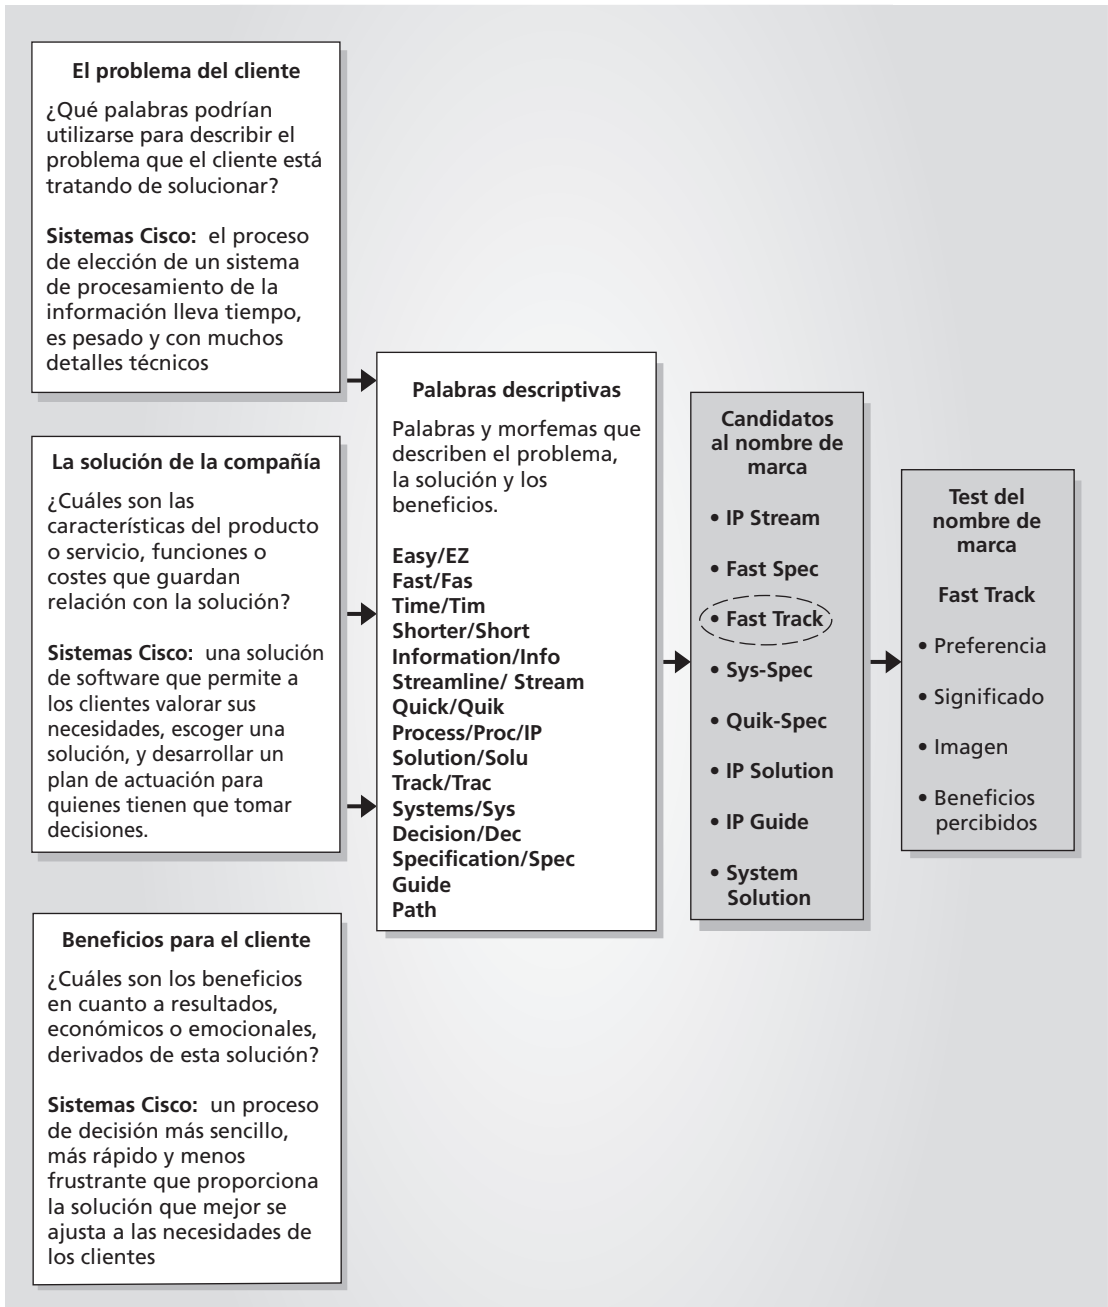 El problema del cliente
¿Qué palabras podrían
utilizarse para describir el
problema que el cliente está
tratando de solucionar?
Sistemas Cisco: el proceso
de elección de un sistema
de procesamiento de la
información lleva tiempo,
es pesado y con muchos
detalles técnicos
La solución de la compañía
¿Cuáles son las
características del producto
o servicio, funciones o
costes que guardan
relación con la solución?
Sistemas Cisco: una solución
de software que permite a
los clientes valorar sus
necesidades, escoger una
solución, y desarrollar un
plan de actuación para
quienes tienen que tomar
decisiones.
Beneficios para el cliente
¿Cuáles son los beneficios
en cuanto a resultados,
económicos o emocionales,
derivados de esta solución?
Sistemas Cisco: un proceso
de decisión más sencillo,
más rápido y menos
frustrante que proporciona
la solución que mejor se
ajusta a las necesidades de
los clientes
Palabras descriptivas
Palabras y morfemas que
describen el problema,
la solución y los
beneficios.
Easy/EZ
Fast/Fas
Time/Tim
Shorter/Short
Information/Info
Streamline/ Stream
Quick/Quik
Process/Proc/IP
Solution/Solu
Track/Trac
Systems/Sys
Decision/Dec
Specification/Spec
Guide
Path
Candidatos
al nombre de
marca
• IP Stream
• Fast Spec
• Fast Track
• Sys-Spec
• Quik-Spec
• IP Solution
• IP Guide
• System
Solution
Test del
nombre de
marca
Fast Track
• Preferencia
• Significado
• Imagen
• Beneficios
percibidos